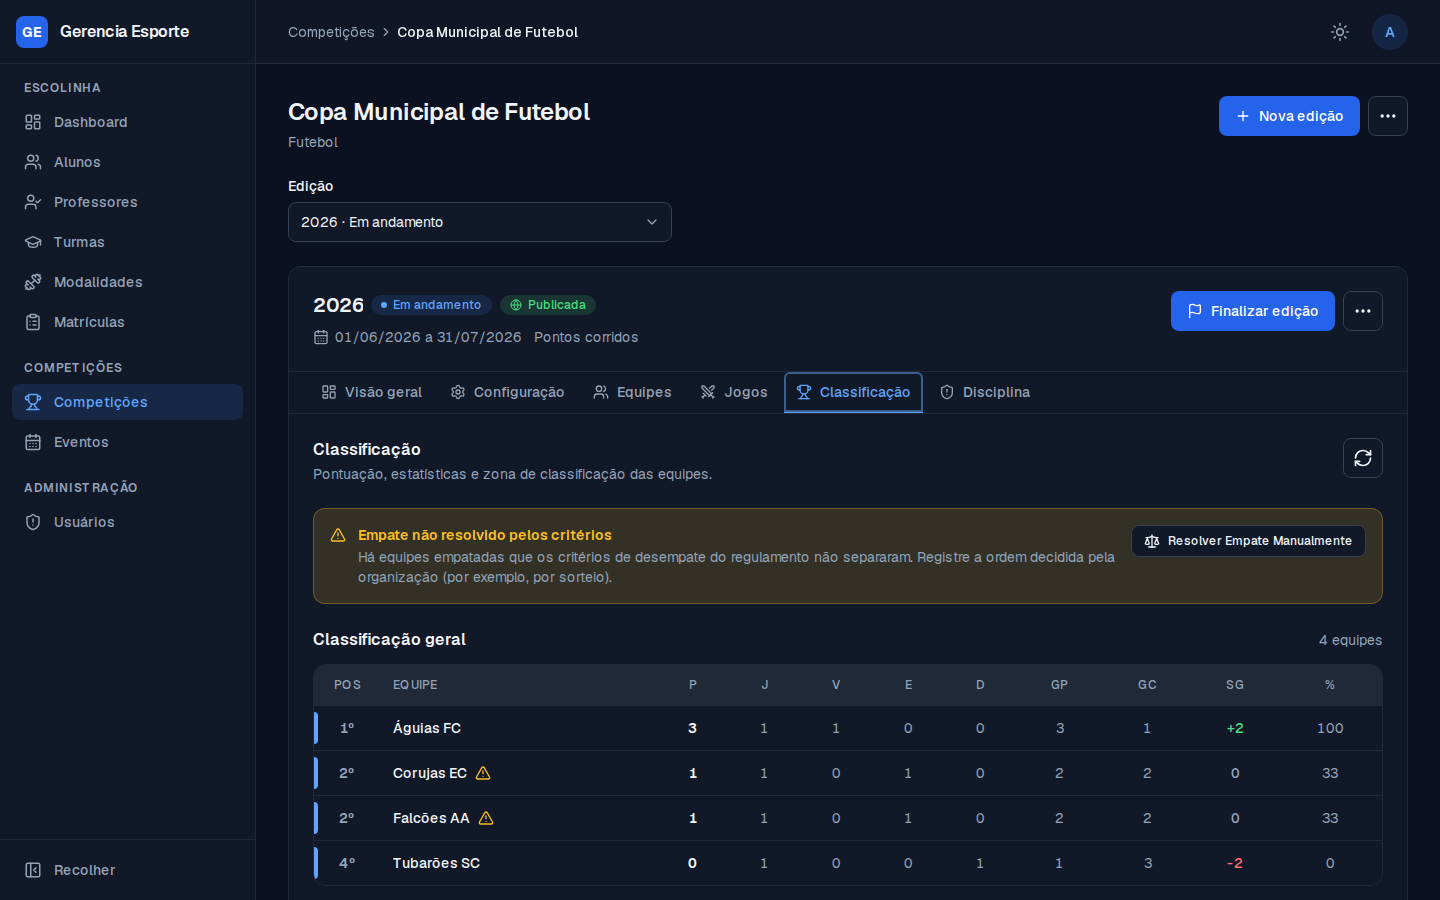 GE Gerencia Esporte
ESCOLINHA
Dashboard
Alunos
Professores
Turmas
Modalidades
Matrículas
COMPETIÇÕES
Competições
Eventos
ADMINISTRAÇÃO
Usuários
Recolher
Competições > Copa Municipal de Futebol
A
Copa Municipal de Futebol
Futebol
Nova edição
Edição
2026 · Em andamento
2026 Em andamento Publicada
01/06/2026 a 31/07/2026 Pontos corridos
Finalizar edição
Visão geral Configuração Equipes Jogos Classificação Disciplina
Classificação
Pontuação, estatísticas e zona de classificação das equipes.
Empate não resolvido pelos critérios
Há equipes empatadas que os critérios de desempate do regulamento não separaram. Registre a ordem decidida pela
organização (por exemplo, por sorteio).
Resolver Empate Manualmente
Classificação geral 4 equipes
POS EQUIPE P J V E D GP GC SG %
1º Águias FC 3 1 1 0 0 3 1 +2 100
2º Corujas EC 1 1 0 1 0 2 2 0 33
2º Falcões AA 1 1 0 1 0 2 2 0 33
4º Tubarões SC 0 1 0 0 1 1 3 -2 0